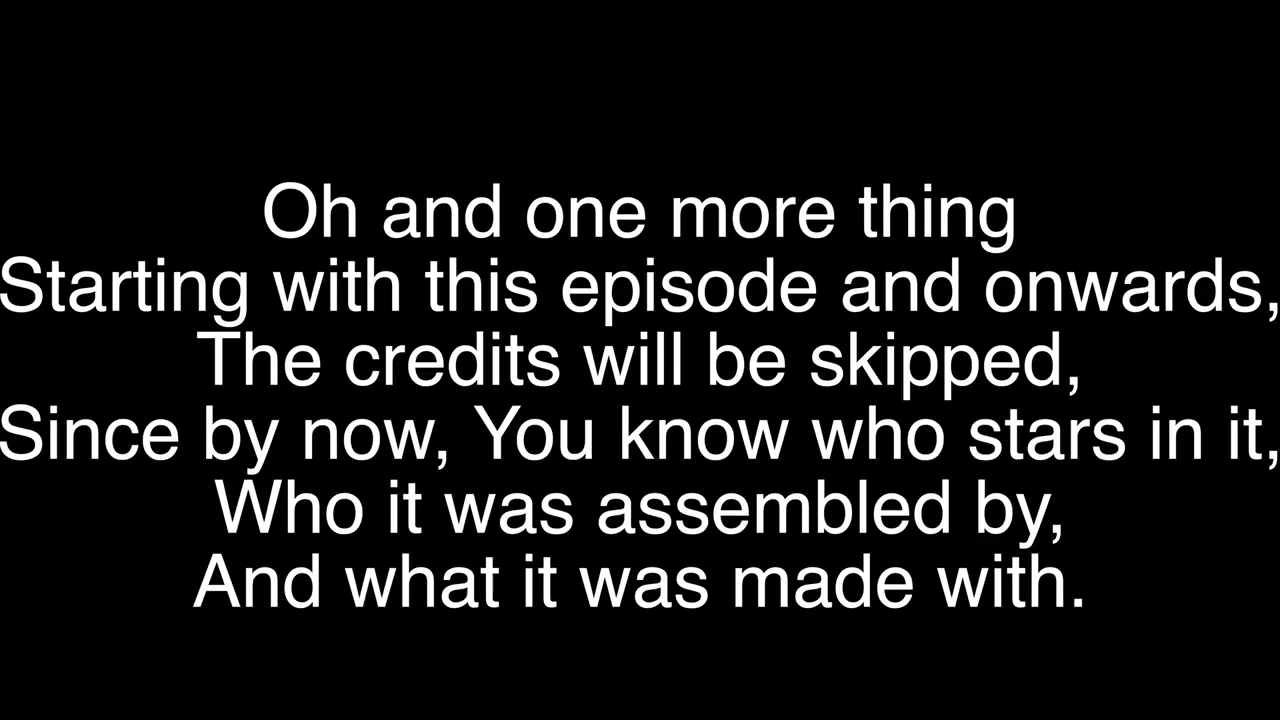 Oh and one more thing
Starting with this episode and onwards,
The credits will be skipped,
Since by now, You know who stars in it,
Who it was assembled by,
And what it was made with.